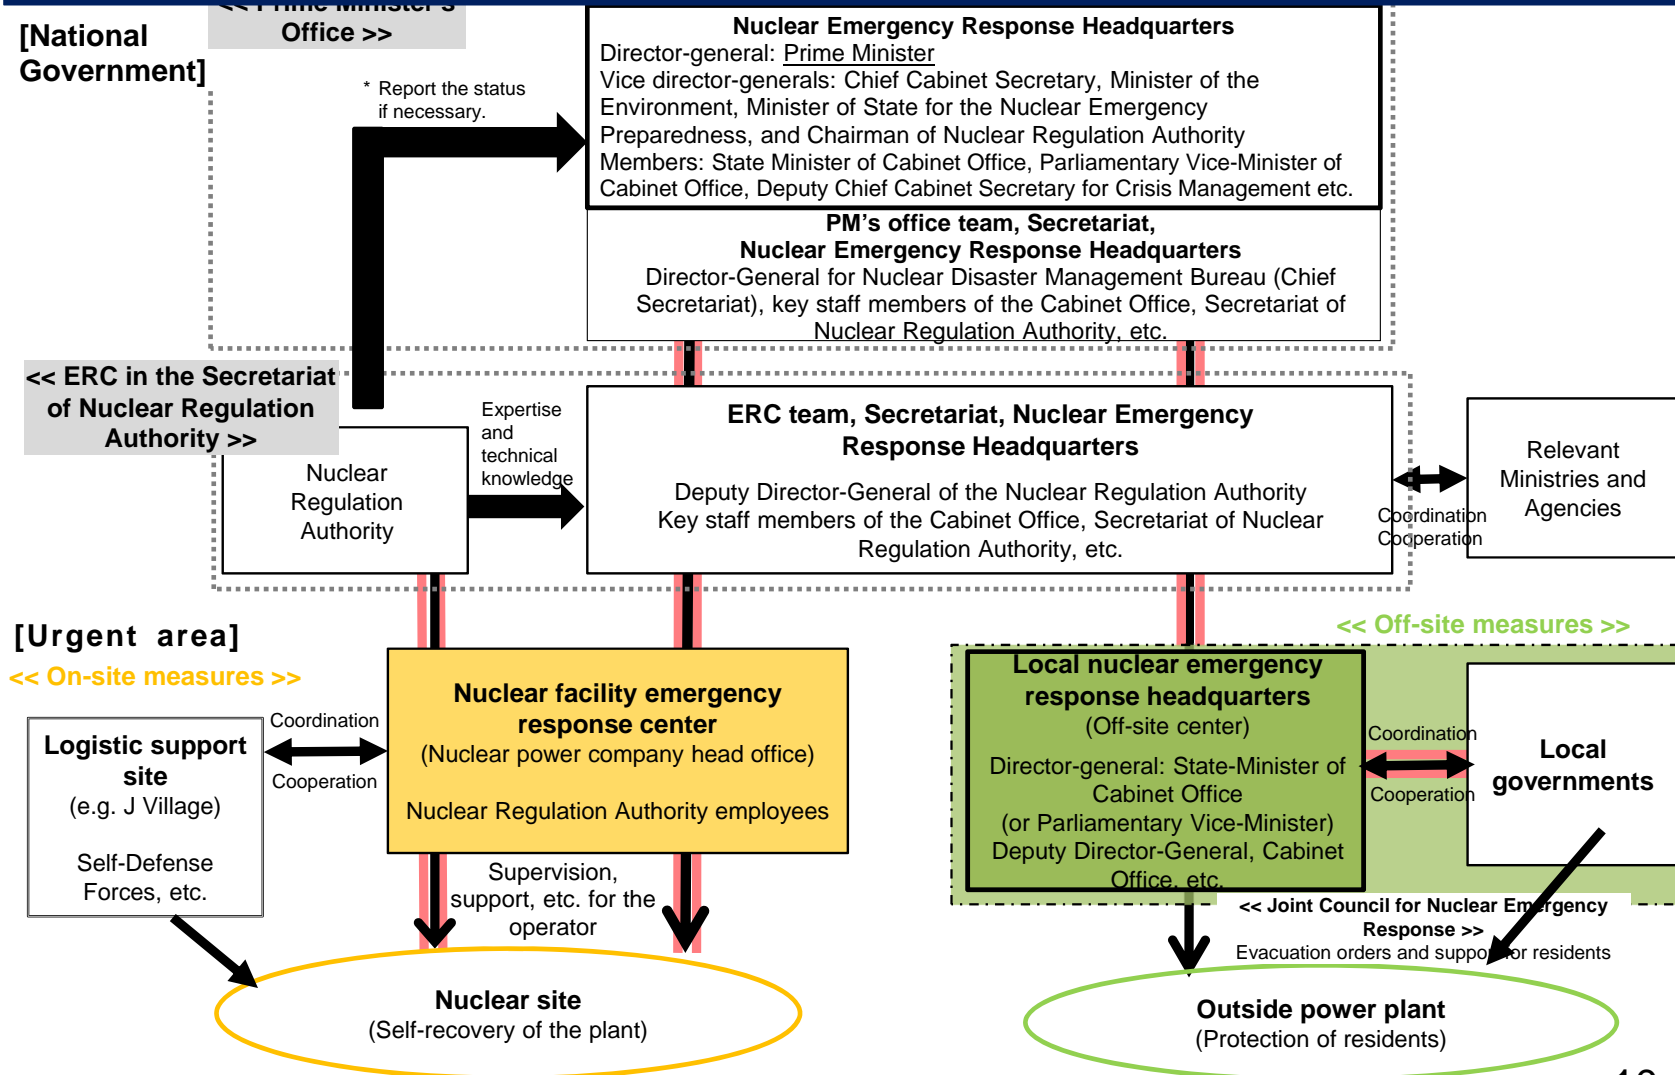 << Prime Minister's
Office >>
[National
Government]
* Report the status
if necessary.
Nuclear Emergency Response Headquarters
Director-general: Prime Minister
Vice director-generals: Chief Cabinet Secretary, Minister of the
Environment, Minister of State for the Nuclear Emergency
Preparedness, and Chairman of Nuclear Regulation Authority
Members: State Minister of Cabinet Office, Parliamentary Vice-Minister of
Cabinet Office, Deputy Chief Cabinet Secretary for Crisis Management etc.
PM's office team, Secretariat,
Nuclear Emergency Response Headquarters
Director-General for Nuclear Disaster Management Bureau (Chief
Secretariat), key staff members of the Cabinet Office, Secretariat of
Nuclear Regulation Authority, etc.
<< ERC in the Secretariat
of Nuclear Regulation
Authority >>
Nuclear
Regulation
Authority
Expertise
and
technical
knowledge
ERC team, Secretariat, Nuclear Emergency
Response Headquarters
Deputy Director-General of the Nuclear Regulation Authority
Key staff members of the Cabinet Office, Secretariat of Nuclear
Regulation Authority, etc.
Coordination
Cooperation
Relevant
Ministries and
Agencies
[Urgent area]
<< On-site measures >>
<< Off-site measures >>
Logistic support
site
(e.g. J Village)
Self-Defense
Forces, etc.
Coordination
Cooperation
Nuclear facility emergency
response center
(Nuclear power company head office)
Nuclear Regulation Authority employees
Supervision,
support, etc. for the
operator
Local nuclear emergency
response headquarters
(Off-site center)
Director-general: State-Minister of
Cabinet Office
(or Parliamentary Vice-Minister)
Deputy Director-General, Cabinet
Office, etc.
Coordination
Cooperation
Local
governments
<< Joint Council for Nuclear Emergency
Response >>
Evacuation orders and support for residents
Nuclear site
(Self-recovery of the plant)
Outside power plant
(Protection of residents)